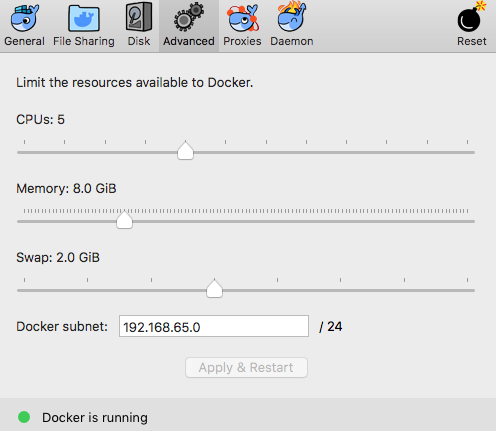 General File Sharing Disk Advanced Proxies Daemon Reset
Limit the resources available to Docker.
CPUs: 5
Memory: 8.0 GiB
Swap: 2.0 GiB
Docker subnet: 192.168.65.0 / 24
Apply & Restart
Docker is running